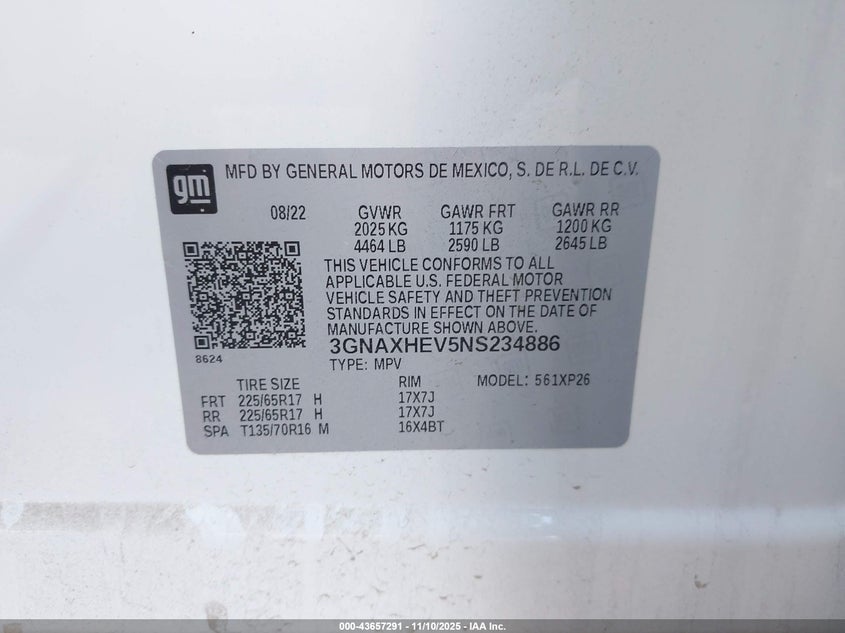 gm
MFD BY GENERAL MOTORS DE MEXICO, S. DE R.L. DE C.V.
08/22 GVWR GAWR FRT GAWR RR
2025 KG 1175 KG 1200 KG
4464 LB 2590 LB 2645 LB
THIS VEHICLE CONFORMS TO ALL
APPLICABLE U.S. FEDERAL MOTOR
VEHICLE SAFETY AND THEFT PREVENTION
STANDARDS IN EFFECT ON THE DATE OF
MANUFACTURE SHOWN ABOVE.
8624
3GNAXHEV5NS234886
TYPE: MPV
TIRE SIZE RIM MODEL: 561XP26
FRT 225/65R17 H 17X7J
RR 225/65R17 H 17X7J
SPA T135/70R16 M 16X4BT
000-43657291 - 11/10/2025 - IAA Inc.